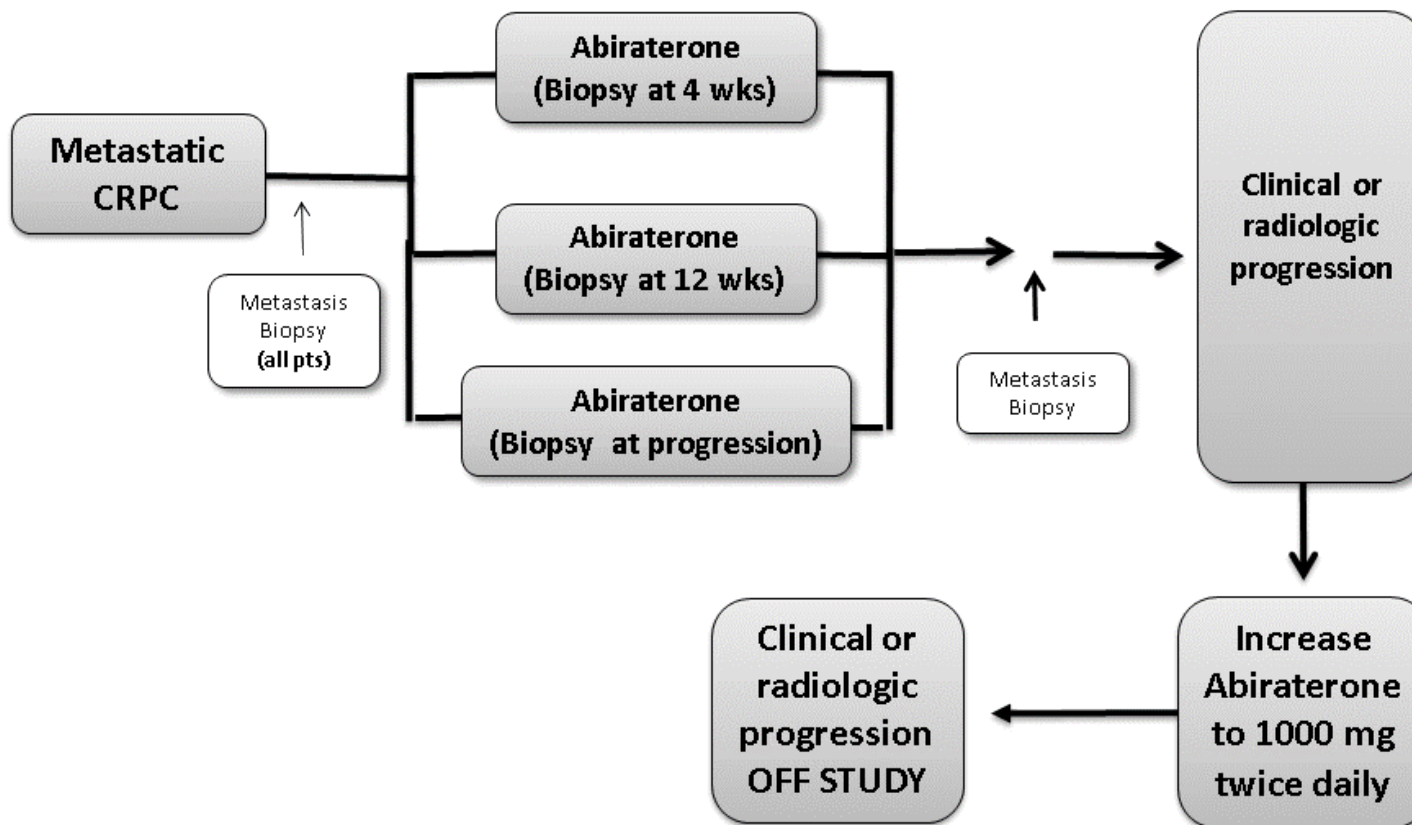 Metastatic
CRPC
Metastasis
Biopsy
(all pts)
Abiraterone
(Biopsy at 4 wks)
Abiraterone
(Biopsy at 12 wks)
Abiraterone
(Biopsy at progression)
Metastasis
Biopsy
Clinical or
radiologic
progression
Increase
Abiraterone
to 1000 mg
twice daily
Clinical or
radiologic
progression
OFF STUDY